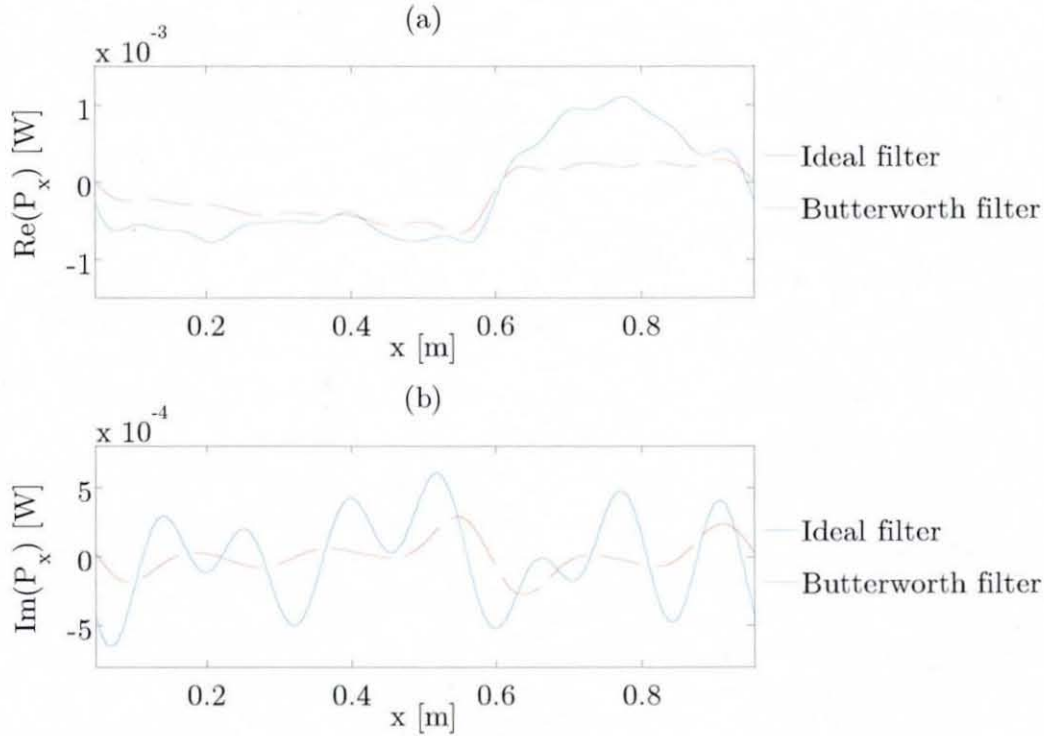 (a)
x 10^-3
Re(P_x) [W]
1
0
-1
0.2 0.4 0.6 0.8
x [m]
Ideal filter
Butterworth filter
(b)
x 10^-4
Im(P_x) [W]
5
0
-5
0.2 0.4 0.6 0.8
x [m]
Ideal filter
Butterworth filter